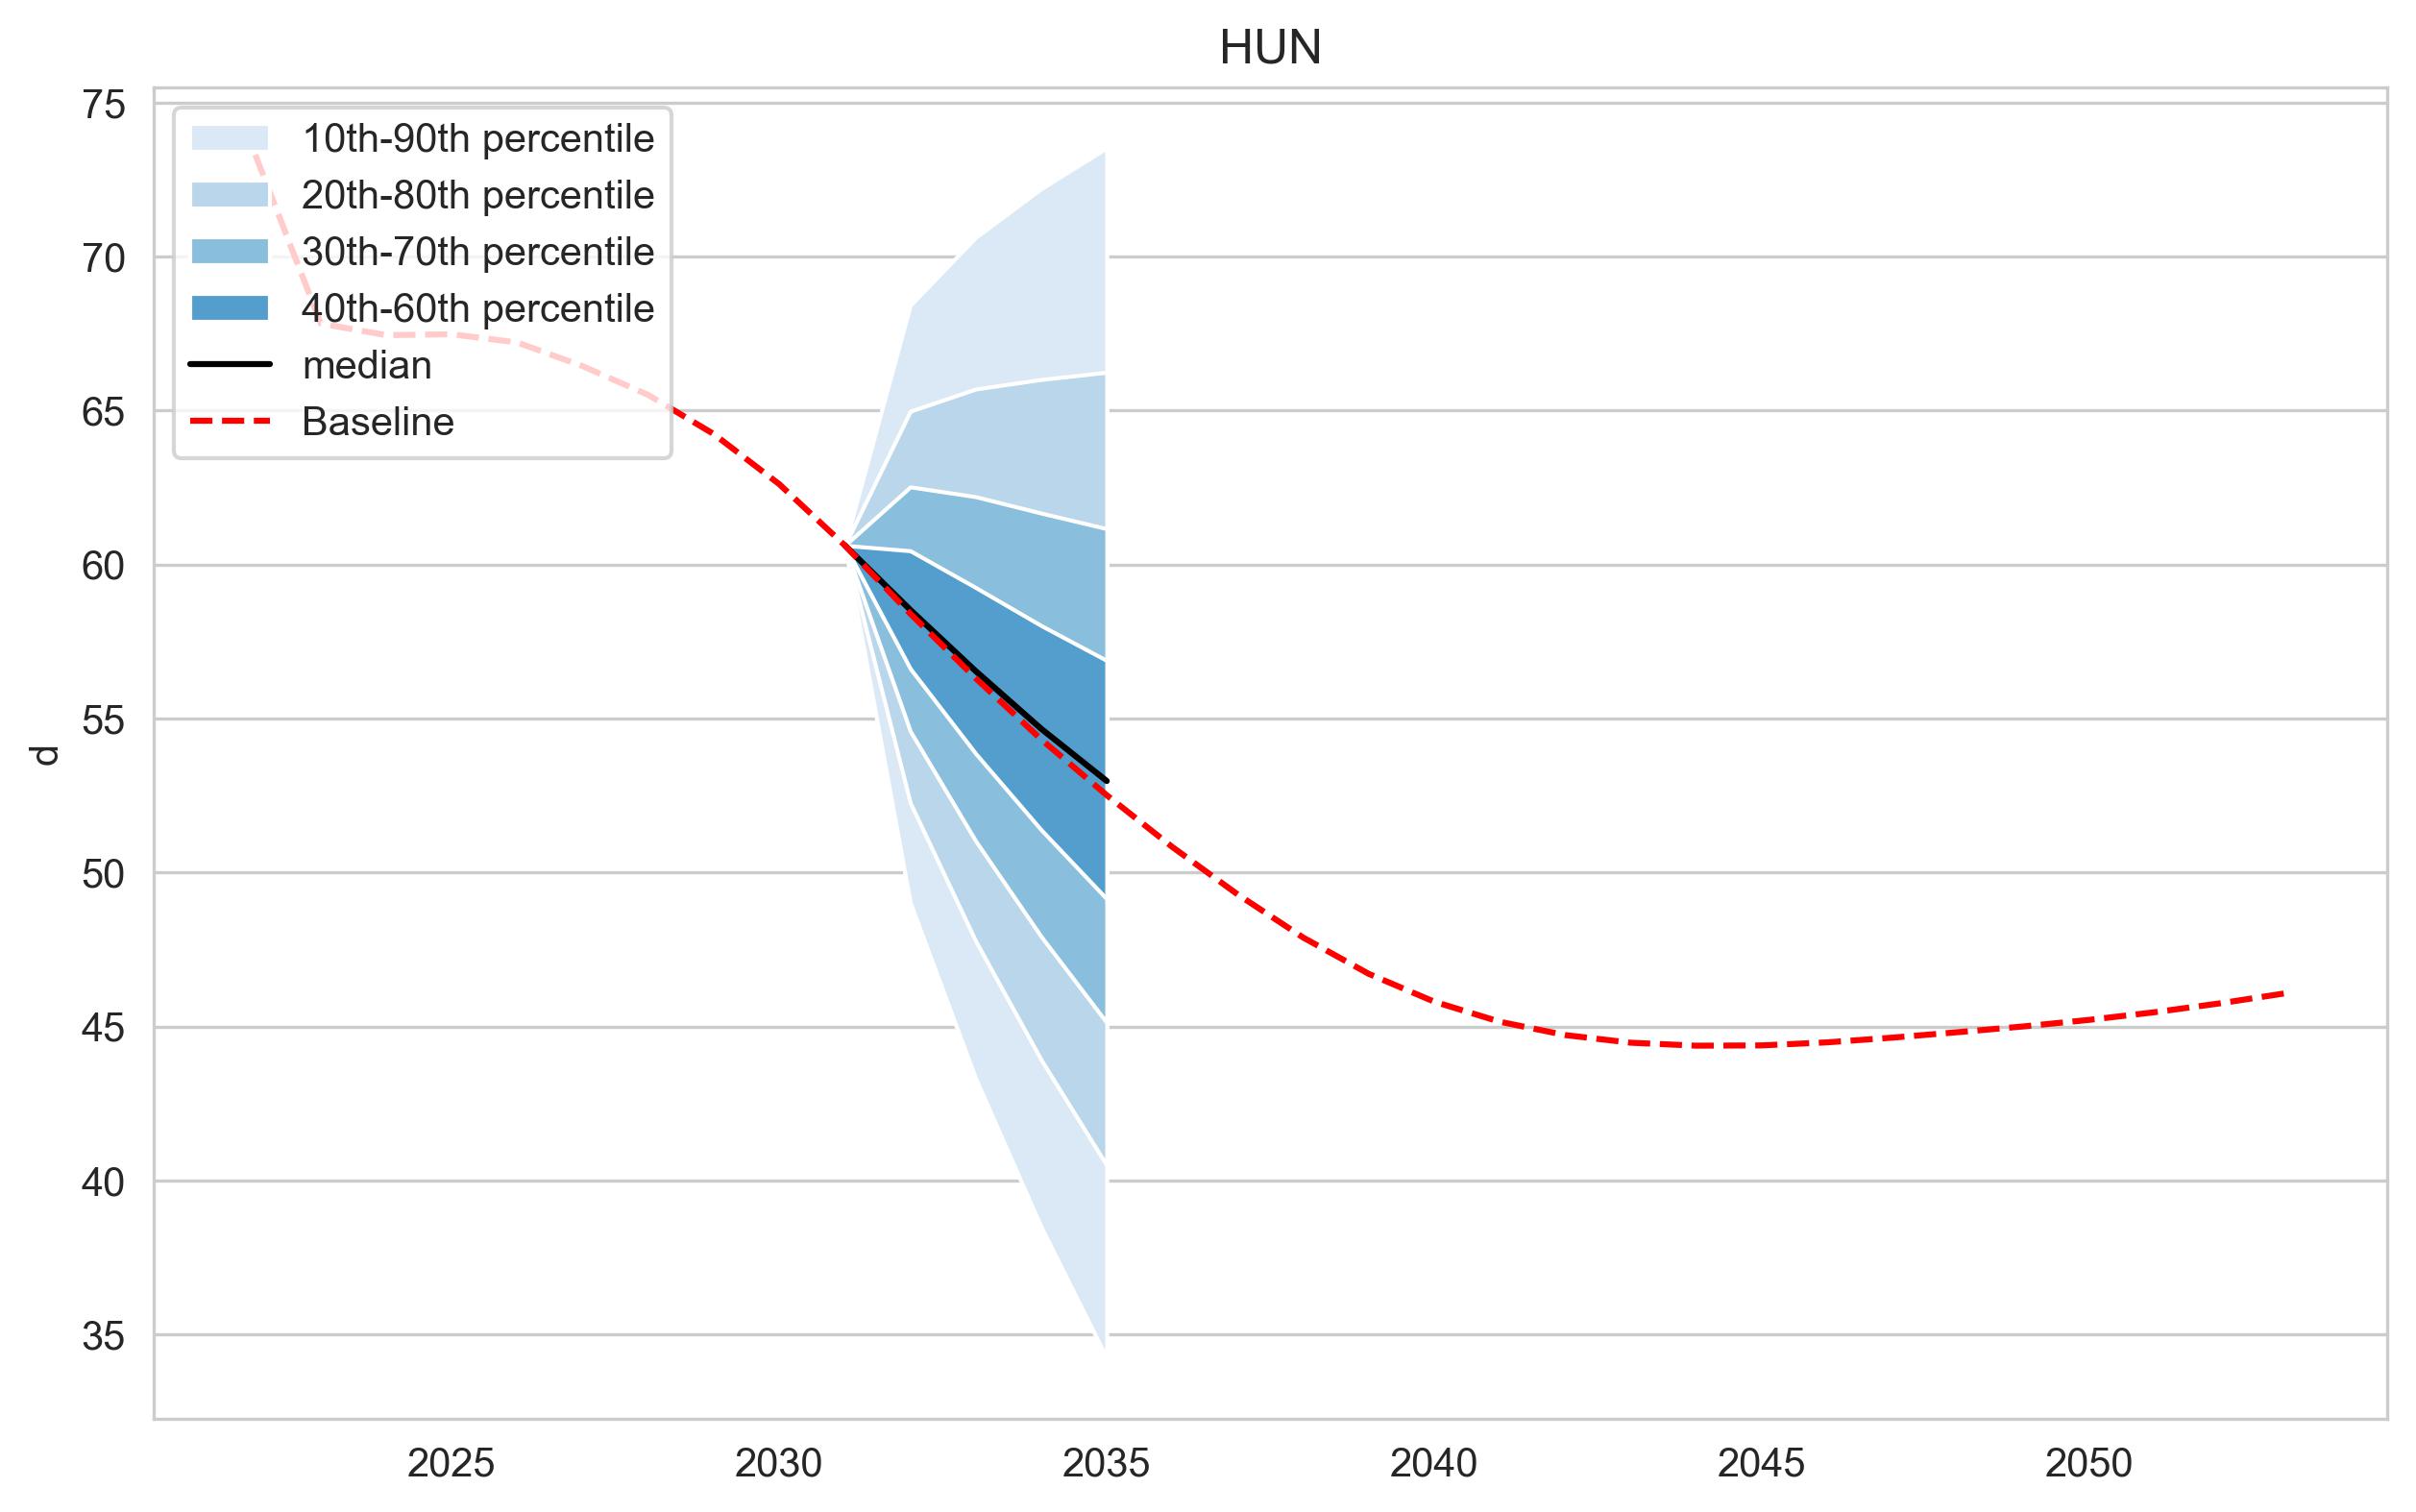 HUN
75
70
65
60
55
50
45
40
35
d
10th-90th percentile
20th-80th percentile
30th-70th percentile
40th-60th percentile
median
Baseline
2025 2030 2035 2040 2045 2050